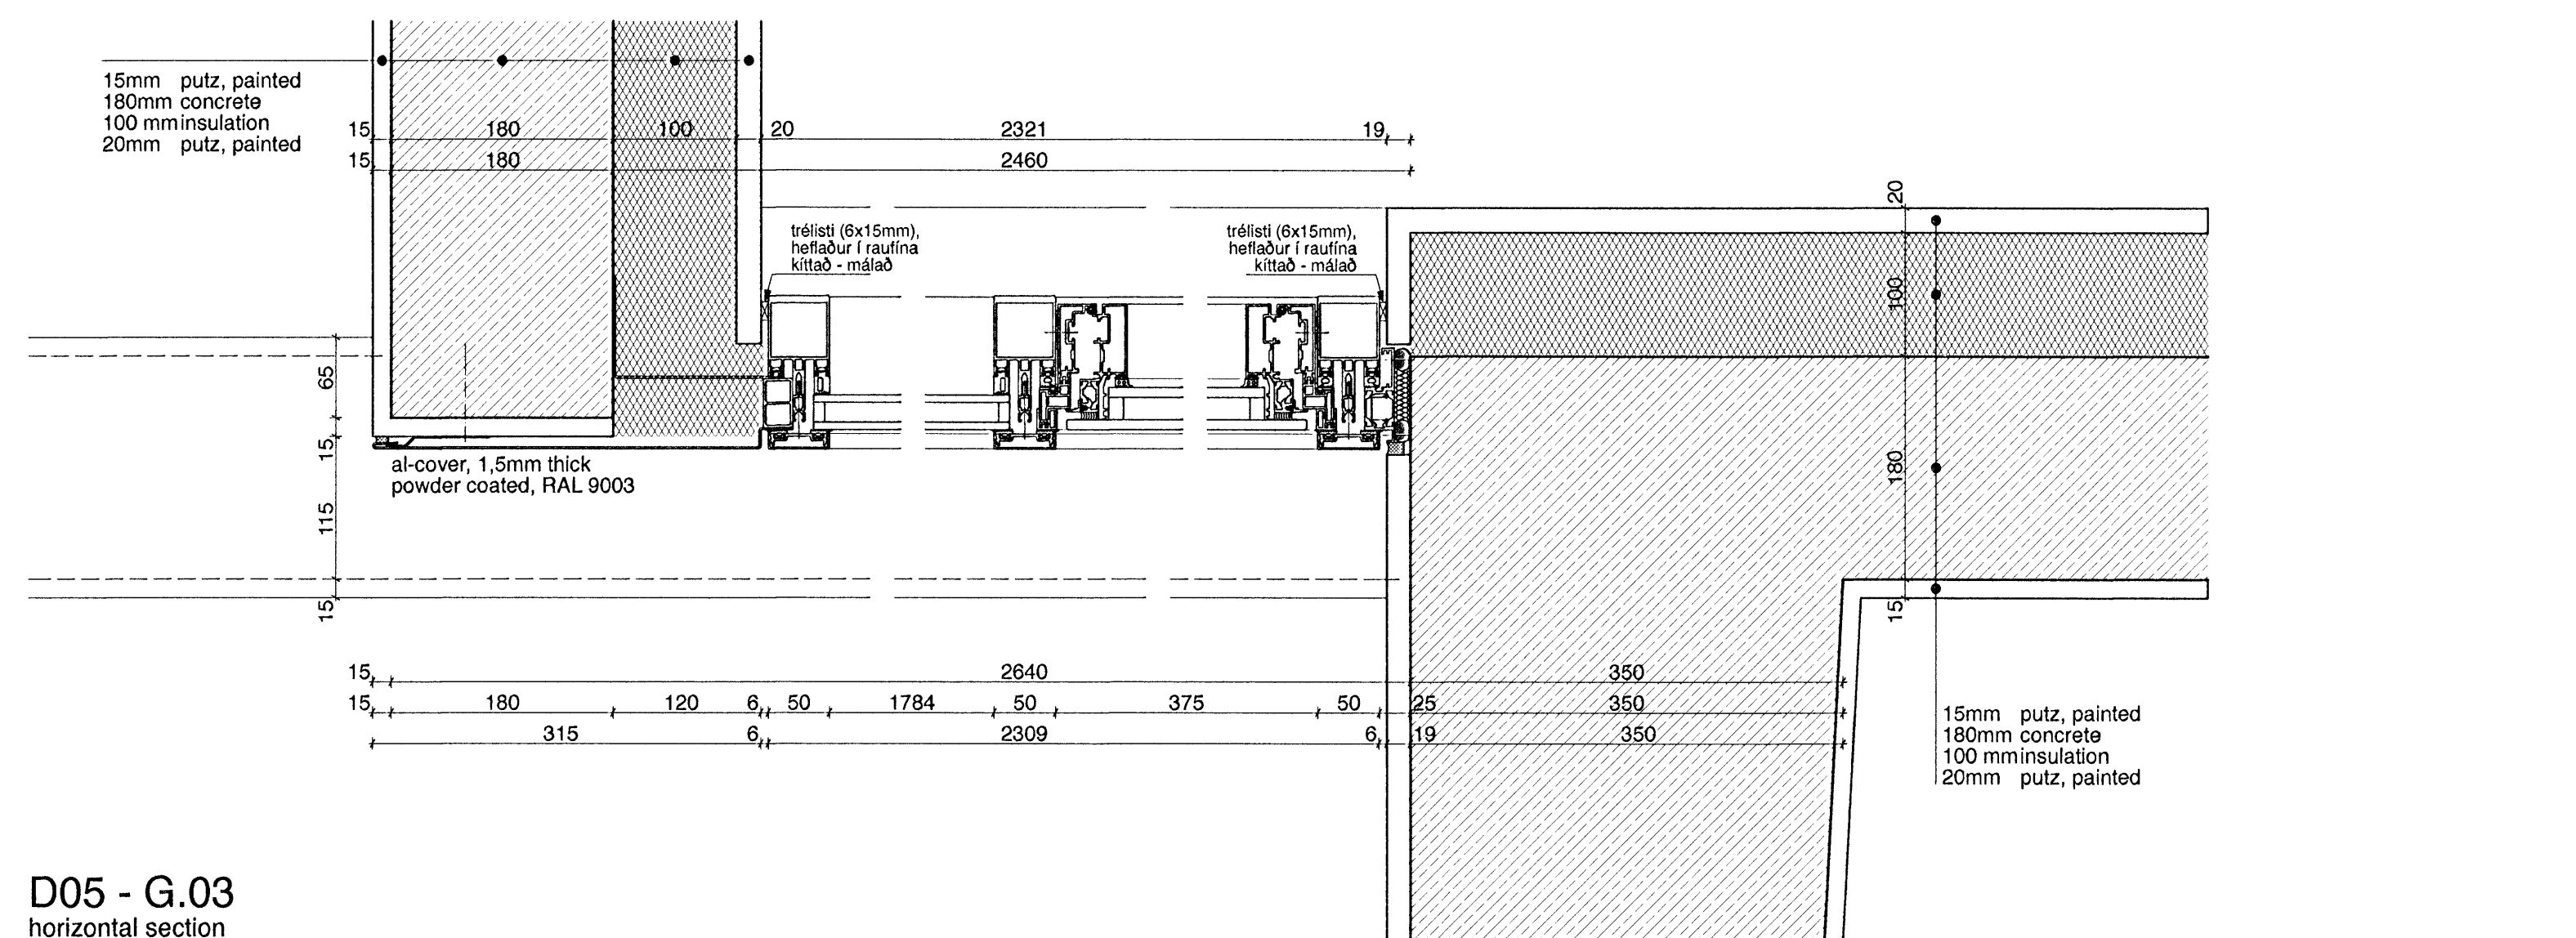 15mm putz, painted
180mm concrete
100 mm insulation
20mm putz, painted
15 180 100 20 2321 19
15 180 2460
trélisti (6x15mm),
heflaður í raufína
kíttað - málað
trélisti (6x15mm),
heflaður í raufína
kíttað - málað
20
100
180
15
65
15
115
15
al-cover, 1,5mm thick
powder coated, RAL 9003
15 2640 350
15 180 120 6 50 1784 50 375 50 25 350
315 6 2309 6 19 350
15mm putz, painted
180mm concrete
100 mm insulation
20mm putz, painted
D05 - G.03
horizontal section